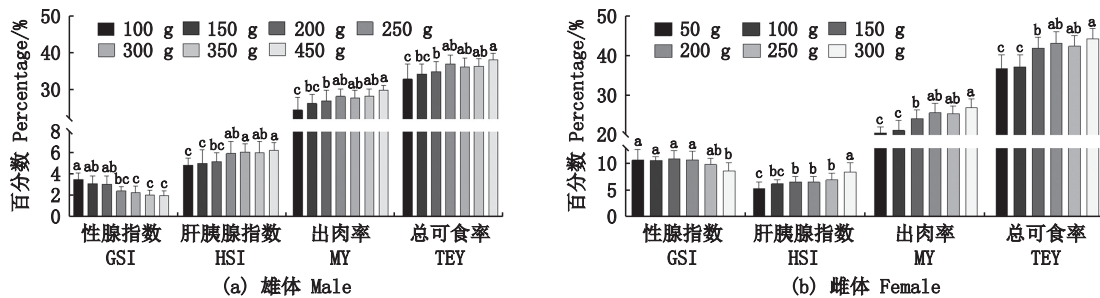 50
100 g 150 g 200 g 250 g
300 g 350 g 450 g
40
30
20
8
6
4
2
0
百分数 Percentage/%
a ab ab bc c c c
c c c ab a ab a
c bc b a ab ab a
c bc b a ab ab a
性腺指数 肝胰腺指数 出肉率 总可食率
GSI HSI MY TEY
(a) 雄体 Male
50
50 g 100 g 150 g
200 g 250 g 300 g
40
30
20
10
5
0
百分数 Percentage/%
a a a a ab b
c bc b b b a
c c b ab ab a
c c b ab ab a
性腺指数 肝胰腺指数 出肉率 总可食率
GSI HSI MY TEY
(b) 雌体 Female